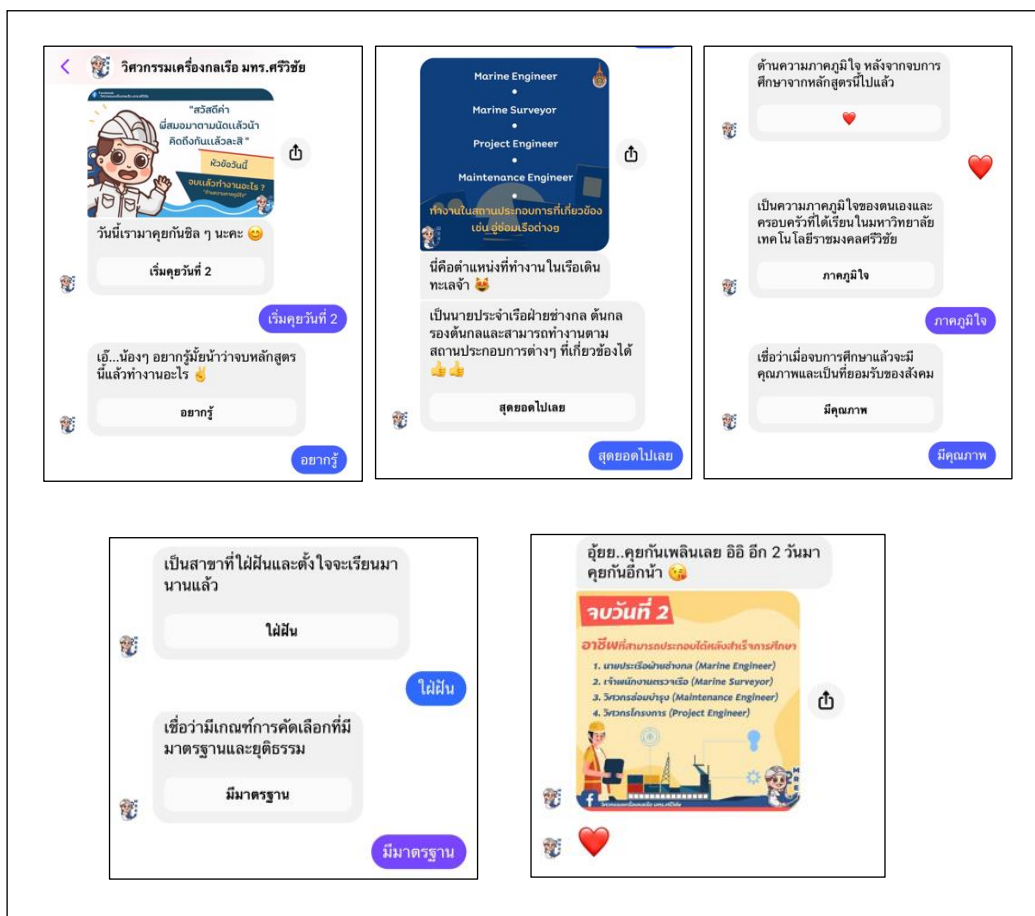 วิศวกรรมเครื่องกลเรือ มทร.ศรีวิชัย
"สวัสดีค่า
พี่สมอมาตามนัดแล้วน้า
คิดถึงกันแล้วละสิ "
หัวข้อวันนี้
จบแล้วทำงานอะไร ?
วันนี้เรามาคุยกันชิล ๆ นะคะ 😊
เริ่มคุยวันที่ 2
เริ่มคุยวันที่ 2
เอ๊...น้องๆ อยากรู้มั้ยน้าว่าจบหลักสูตร
นี้แล้วทำงานอะไร ✌️
อยากรู้
อยากรู้
Marine Engineer
Marine Surveyor
Project Engineer
Maintenance Engineer
ทำงานในสถานประกอบการที่เกี่ยวข้อง
เช่น อู่ซ่อมเรือต่างๆ
นี่คือตำแหน่งที่ทำงานในเรือเดิน
ทะเลจ้า 😻
เป็นนายประจำเรือฝ่ายช่างกล ต้นกล
รองต้นกลและสามารถทำงานตาม
สถานประกอบการต่างๆ ที่เกี่ยวข้องได้
👍👍
สุดยอดไปเลย
สุดยอดไปเลย
ด้านความภาคภูมิใจ หลังจากจบการ
ศึกษาจากหลักสูตรนี้ไปแล้ว
❤️
❤️
เป็นความภาคภูมิใจของตนเองและ
ครอบครัวที่ได้เรียนในมหาวิทยาลัย
เทคโนโลยีราชมงคลศรีวิชัย
ภาคภูมิใจ
ภาคภูมิใจ
เชื่อว่าเมื่อจบการศึกษาแล้วจะมี
คุณภาพและเป็นที่ยอมรับของสังคม
มีคุณภาพ
มีคุณภาพ
เป็นสาขาที่ใฝ่ฝันและตั้งใจจะเรียนมา
นานแล้ว
ใฝ่ฝัน
ใฝ่ฝัน
เชื่อว่ามีเกณฑ์การคัดเลือกที่มี
มาตรฐานและยุติธรรม
มีมาตรฐาน
มีมาตรฐาน
อุ้ยย..คุยกันเพลินเลย อิอิ อีก 2 วันมา
คุยกันอีกน้า 😘
จบวันที่ 2
อาชีพที่สามารถประกอบได้หลังสำเร็จการศึกษา
1. นายประเรือฝ่ายช่างกล (Marine Engineer)
2. เจ้าพนักงานตรวจเรือ (Marine Surveyor)
3. วิศวกรซ่อมบำรุง (Maintenance Engineer)
4. วิศวกรโครงการ (Project Engineer)
วิศวกรรมเครื่องกลเรือ มทร.ศรีวิชัย
❤️